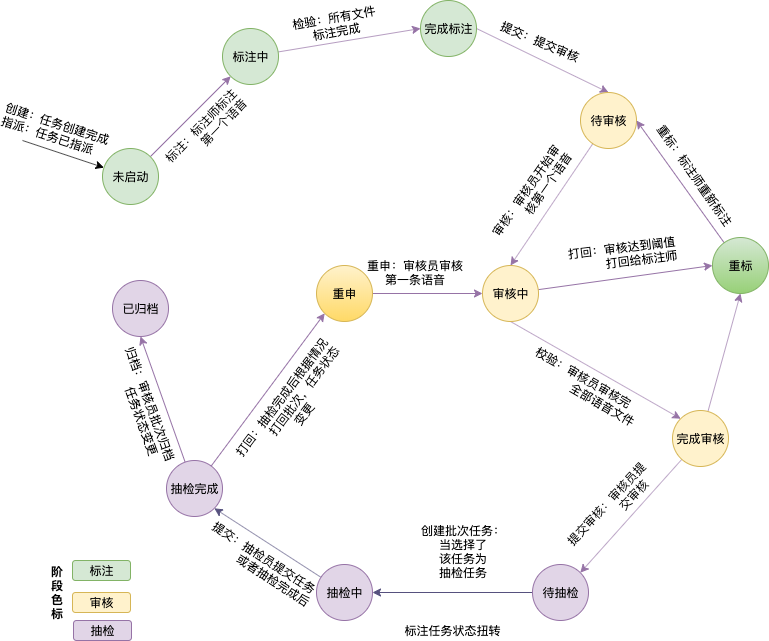 检验：所有文件
标注完成
完成标注
标注中
提交：提交审核
创建：任务创建完成
指派：任务已指派
标注：标注师标注
第一个语音
未启动
待审核
重标：标注师重新标注
审核：审核员开始审
核第一个语音
打回：审核达到阈值
打回给标注师
重标
重申：审核员审核
第一条语音
重申
审核中
已归档
校验：审核员审核完
全部语音文件
归档：审核员批次归档
任务状态变更
打回：抽检完成后根据情况
打回批次，任务状态
变更
完成审核
抽检完成
提交审核：审核员提
交审核
提交：抽检员提交任务
或者抽检完成后
创建批次任务：
当选择了
该任务为
抽检任务
抽检中
待抽检
阶
段
色
标
标注
审核
抽检
标注任务状态扭转